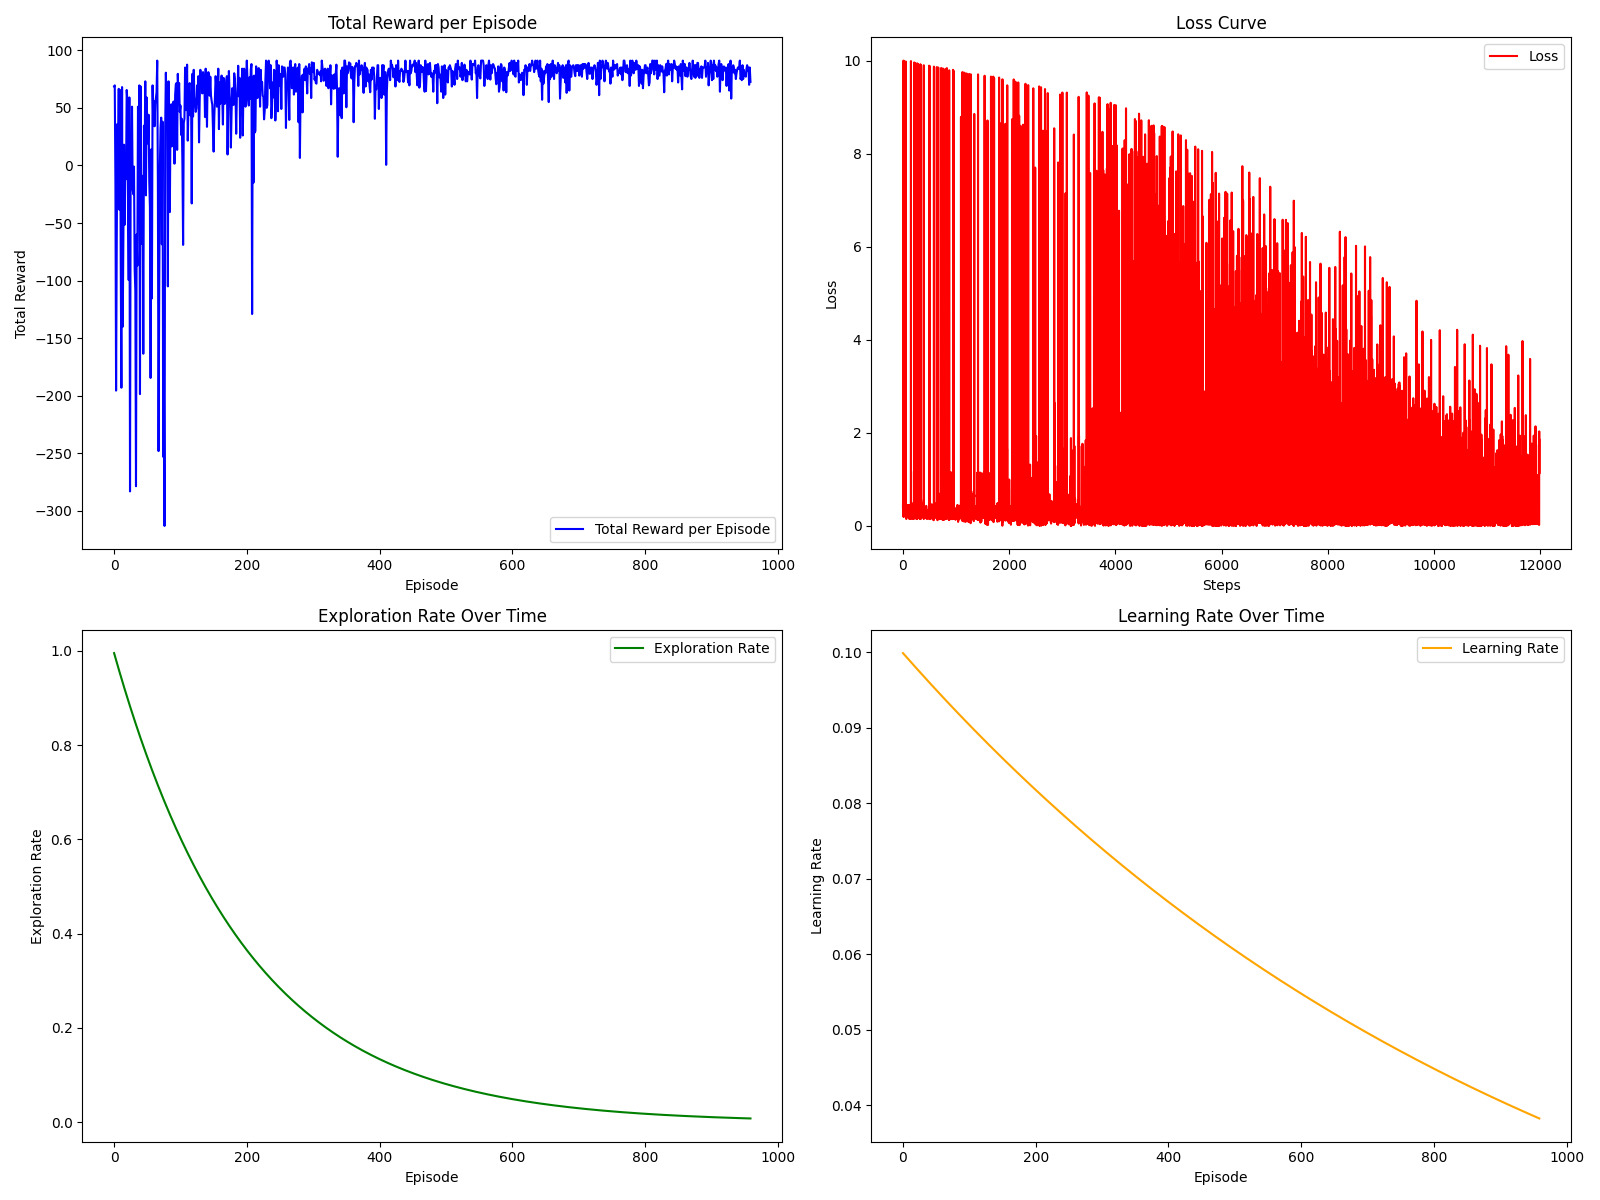 Total Reward per Episode
Total Reward
100
50
0
−50
−100
−150
−200
−250
−300
Total Reward per Episode
0 200 400 600 800 1000
Episode
Loss Curve
Loss
10
8
6
4
2
0
Loss
0 2000 4000 6000 8000 10000 12000
Steps
Exploration Rate Over Time
Exploration Rate
1.0
0.8
0.6
0.4
0.2
0.0
Exploration Rate
0 200 400 600 800 1000
Episode
Learning Rate Over Time
Learning Rate
0.10
0.09
0.08
0.07
0.06
0.05
0.04
Learning Rate
0 200 400 600 800 1000
Episode